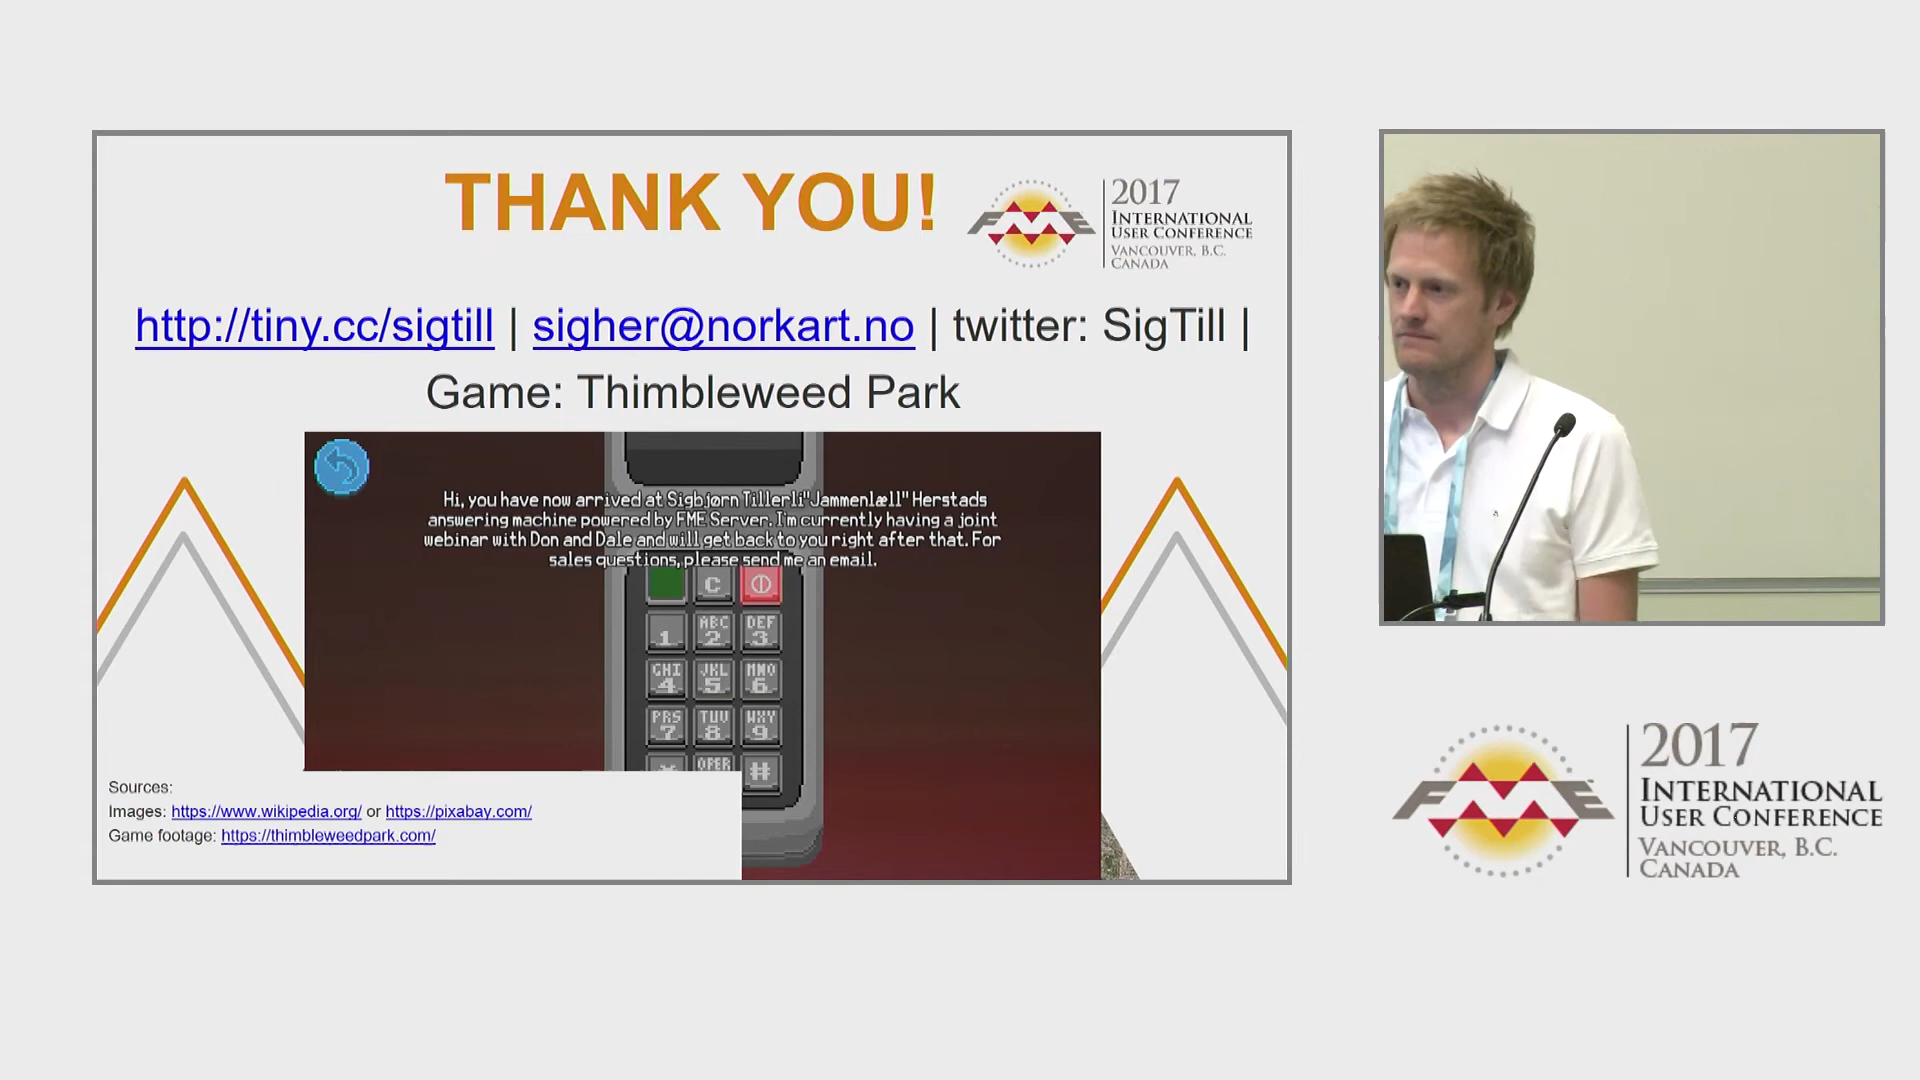 THANK YOU!
FME
2017
INTERNATIONAL
USER CONFERENCE
VANCOUVER, B.C.
CANADA
http://tiny.cc/sigtill | sigher@norkart.no | twitter: SigTill |
Game: Thimbleweed Park
Hi, you have now arrived at Sigbjørn Tillerli"Jammenlæll" Herstads
answering machine powered by FME Server. I'm currently having a joint
webinar with Don and Dale and will get back to you right after that. For
sales questions, please send me an email.
C
1
ABC
2
DEF
3
GHI
4
JKL
5
MNO
6
PRS
7
TUV
8
WXY
9
OPER
#
Sources:
Images: https://www.wikipedia.org/ or https://pixabay.com/
Game footage: https://thimbleweedpark.com/
FME
2017
INTERNATIONAL
USER CONFERENCE
VANCOUVER, B.C.
CANADA